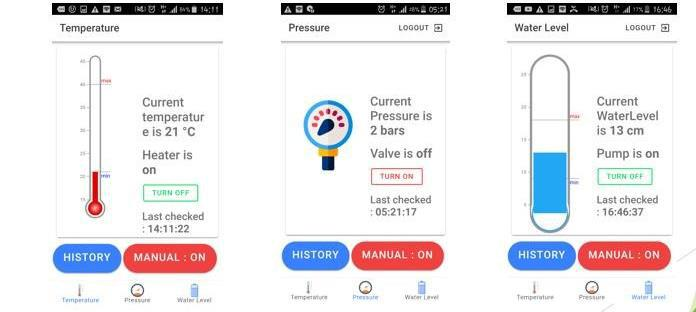 14:11
Temperature
45
max
40
35
30
25
min
20
15
Current
temperatur
e is 21 °C
Heater is
on
TURN OFF
Last checked
: 14:11:22
HISTORY
MANUAL : ON
Temperature
Pressure
Water Level
05:21
Pressure
LOGOUT
Current
Pressure is
2 bars
Valve is off
TURN ON
Last checked
: 05:21:17
HISTORY
MANUAL : ON
Temperature
Pressure
Water Level
16:46
Water Level
LOGOUT
25
20
max
15
10
min
5
Current
WaterLevel
is 13 cm
Pump is on
TURN OFF
Last checked
: 16:46:37
HISTORY
MANUAL : ON
Temperature
Pressure
Water Level